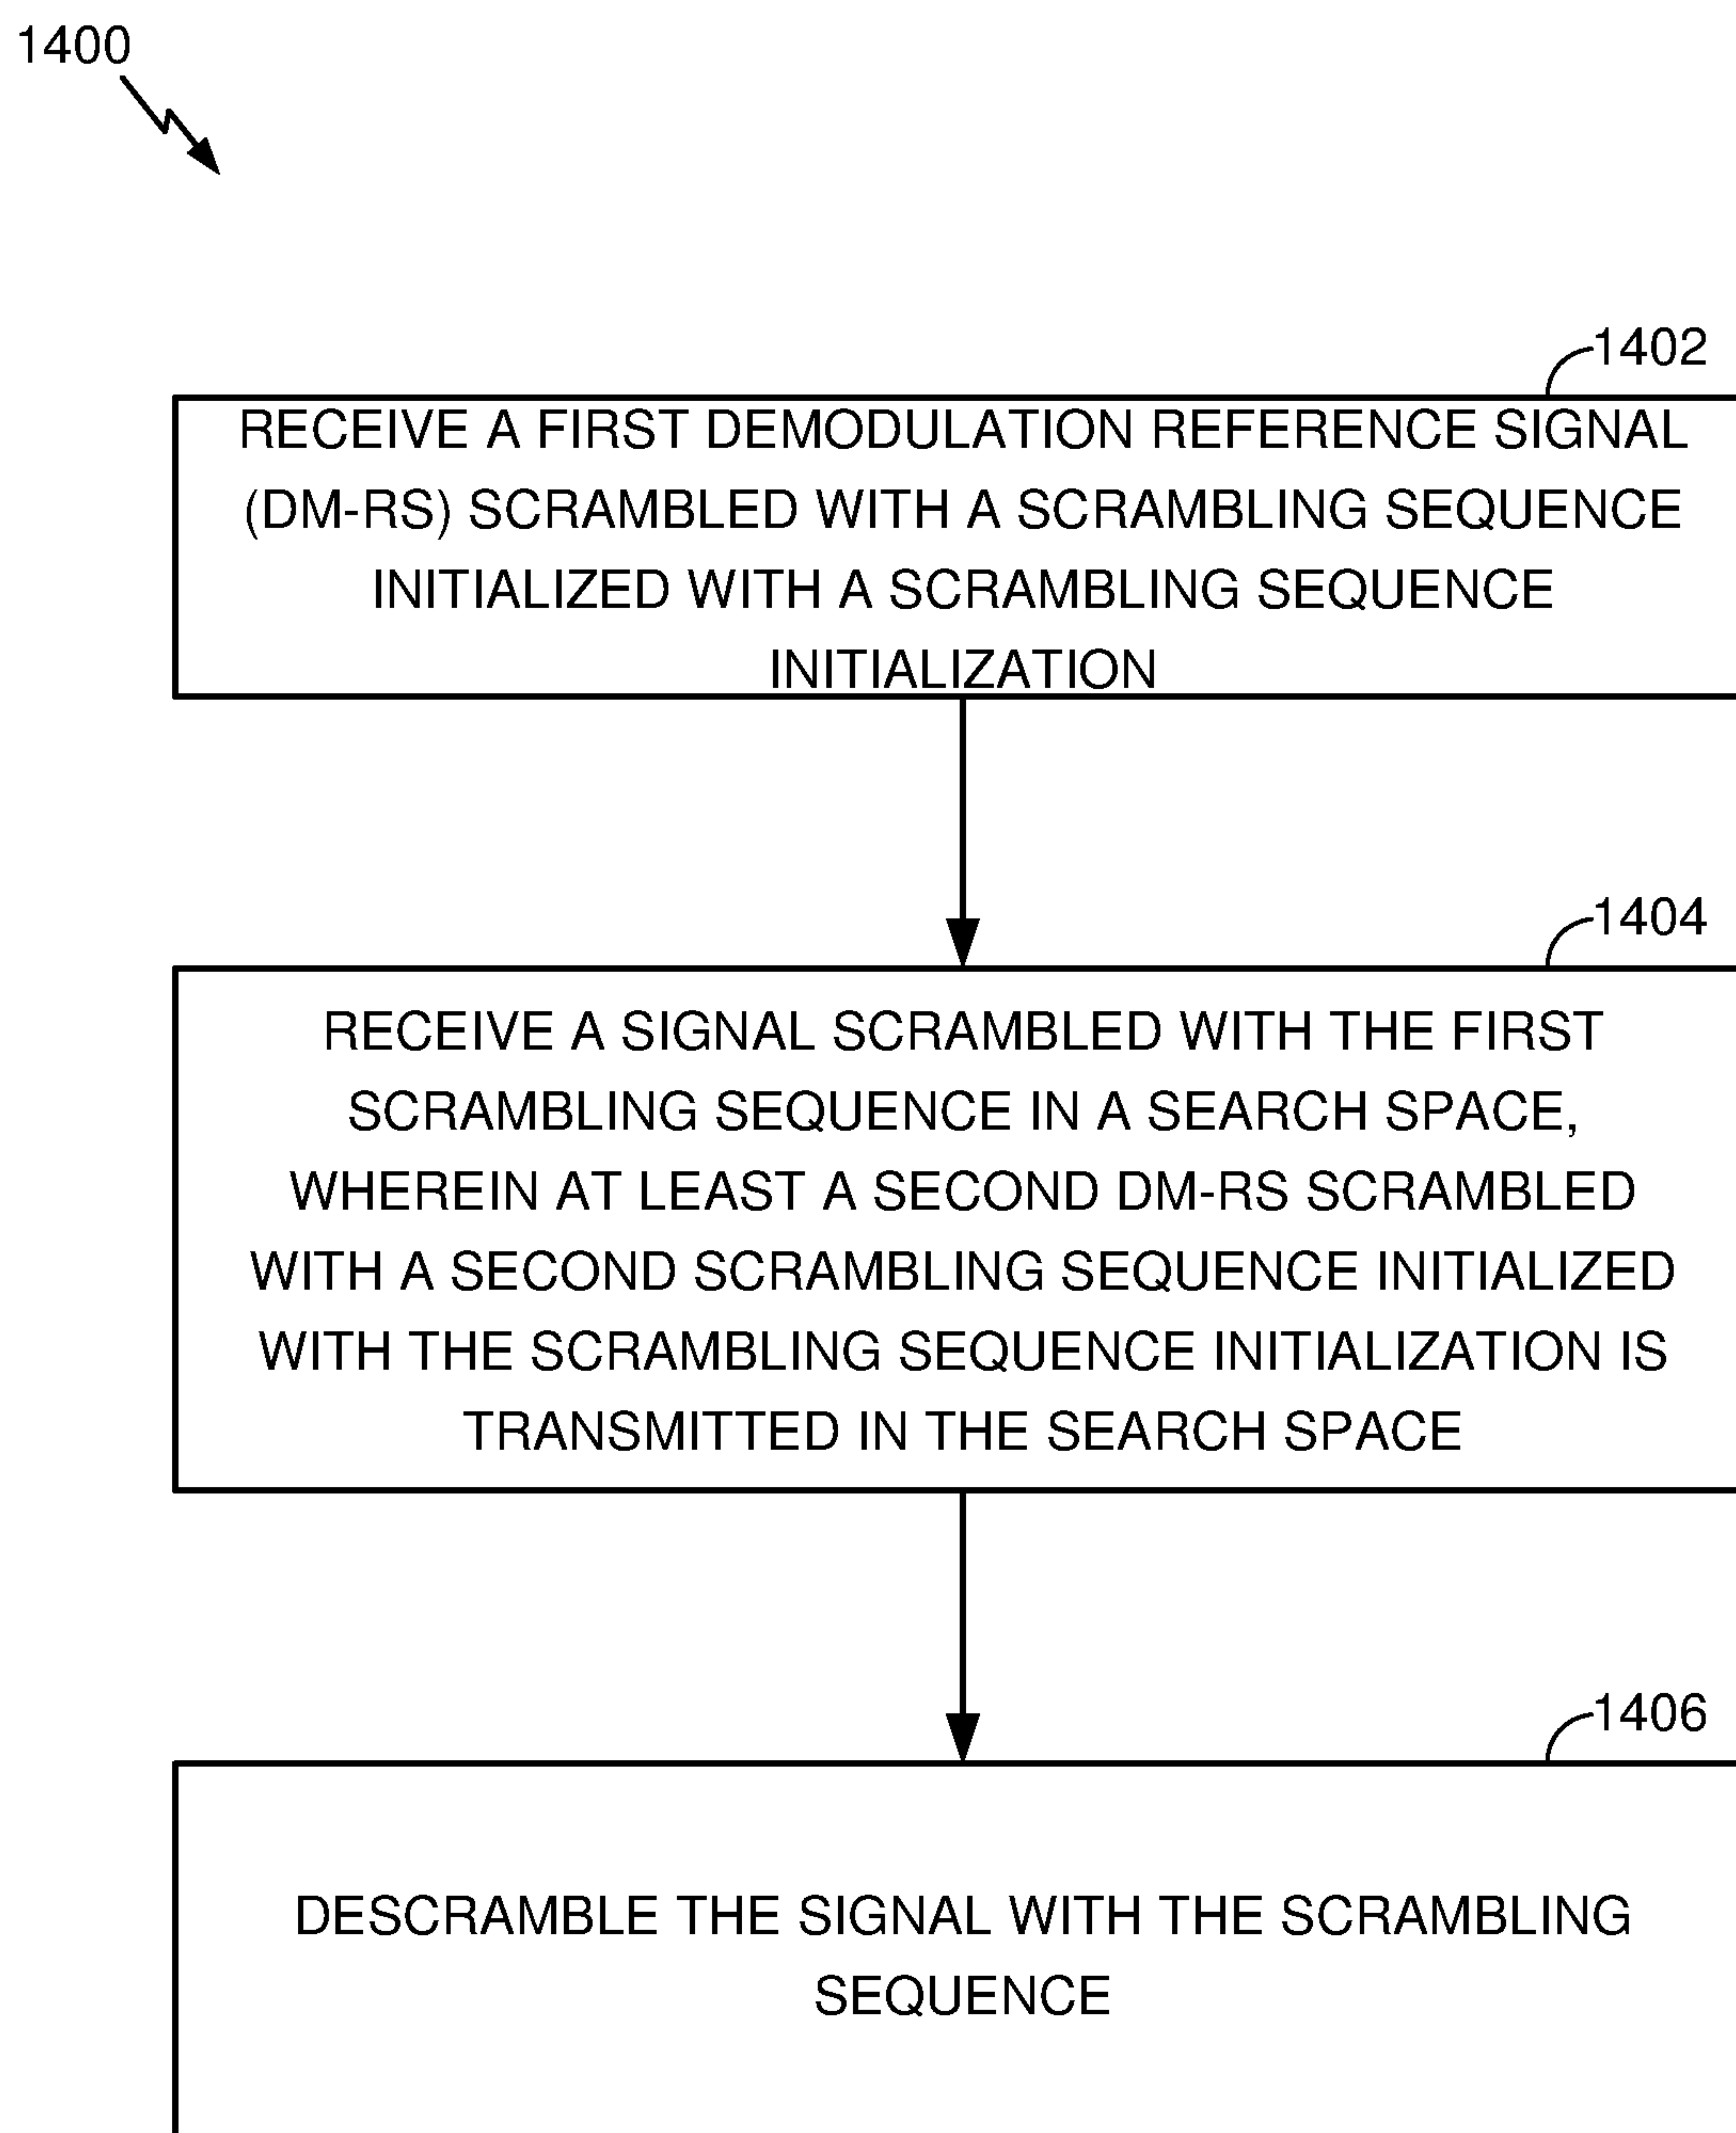 1400
1402
RECEIVE A FIRST DEMODULATION REFERENCE SIGNAL
(DM-RS) SCRAMBLED WITH A SCRAMBLING SEQUENCE
INITIALIZED WITH A SCRAMBLING SEQUENCE
INITIALIZATION
1404
RECEIVE A SIGNAL SCRAMBLED WITH THE FIRST
SCRAMBLING SEQUENCE IN A SEARCH SPACE,
WHEREIN AT LEAST A SECOND DM-RS SCRAMBLED
WITH A SECOND SCRAMBLING SEQUENCE INITIALIZED
WITH THE SCRAMBLING SEQUENCE INITIALIZATION IS
TRANSMITTED IN THE SEARCH SPACE
1406
DESCRAMBLE THE SIGNAL WITH THE SCRAMBLING
SEQUENCE